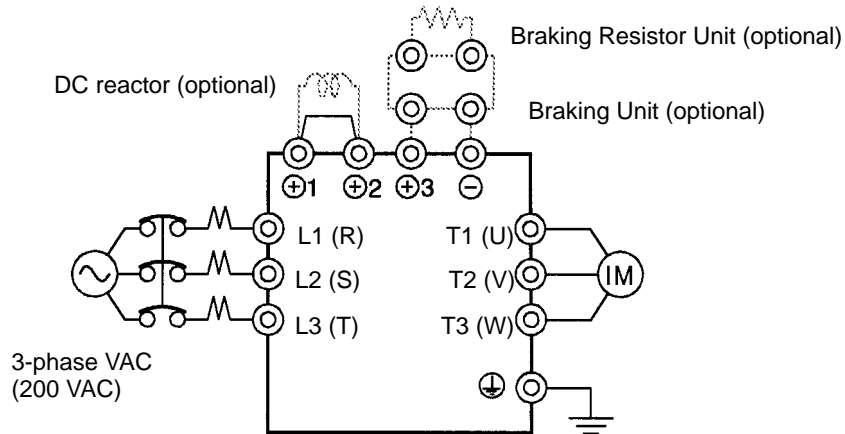 Braking Resistor Unit (optional)
DC reactor (optional)
Braking Unit (optional)
⊕1 ⊕2 ⊕3 ⊖
L1 (R) T1 (U)
L2 (S) T2 (V) IM
L3 (T) T3 (W)
3-phase VAC
(200 VAC)